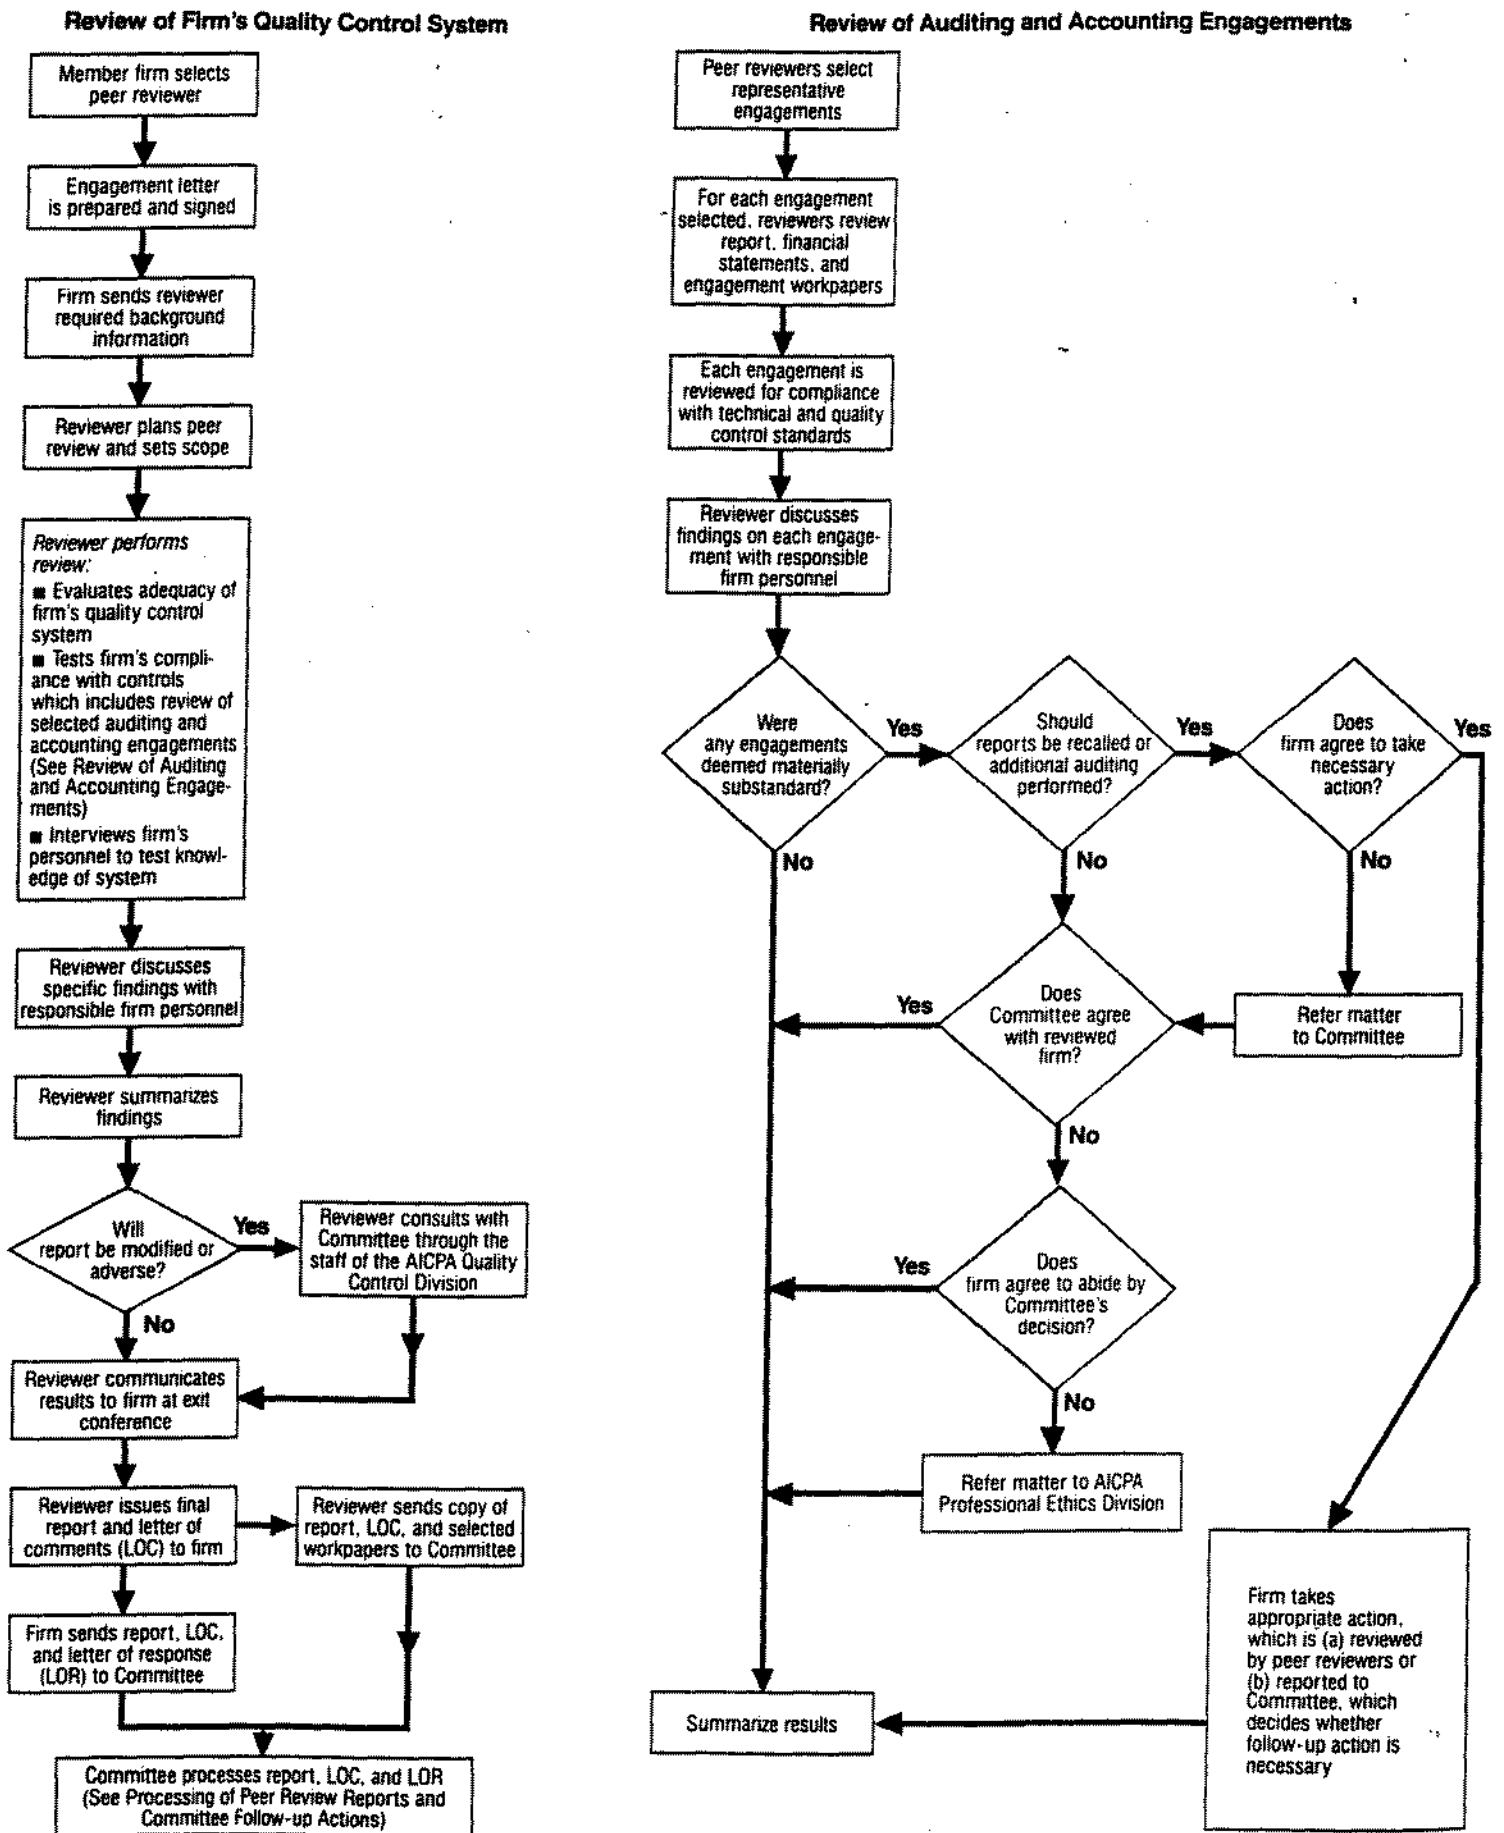 Review of Firm's Quality Control System
Member firm selects
peer reviewer
Engagement letter
is prepared and signed
Firm sends reviewer
required background
information
Reviewer plans peer
review and sets scope
Reviewer performs
review:
■ Evaluates adequacy of
firm's quality control
system
■ Tests firm's compli-
ance with controls
which includes review of
selected auditing and
accounting engagements
(See Review of Auditing
and Accounting Engage-
ments)
■ Interviews firm's
personnel to test knowl-
edge of system
Reviewer discusses
specific findings with
responsible firm personnel
Reviewer summarizes
findings
Will
report be modified or
adverse?
Yes
Reviewer consults with
Committee through the
staff of the AICPA Quality
Control Division
No
Reviewer communicates
results to firm at exit
conference
Reviewer issues final
report and letter of
comments (LOC) to firm
Reviewer sends copy of
report, LOC, and selected
workpapers to Committee
Firm sends report, LOC,
and letter of response
(LOR) to Committee
Committee processes report, LOC, and LOR
(See Processing of Peer Review Reports and
Committee Follow-up Actions)
Review of Auditing and Accounting Engagements
Peer reviewers select
representative
engagements
For each engagement
selected, reviewers review
report, financial
statements, and
engagement workpapers
Each engagement is
reviewed for compliance
with technical and quality
control standards
Reviewer discusses
findings on each engage-
ment with responsible
firm personnel
Were
any engagements
deemed materially
substandard?
Yes
No
Should
reports be recalled or
additional auditing
performed?
Yes
No
Does
firm agree to take
necessary
action?
Yes
No
Refer matter
to Committee
Does
Committee agree
with reviewed
firm?
Yes
No
Does
firm agree to abide by
Committee's
decision?
Yes
No
Refer matter to AICPA
Professional Ethics Division
Firm takes
appropriate action,
which is (a) reviewed
by peer reviewers or
(b) reported to
Committee, which
decides whether
follow-up action is
necessary
Summarize results